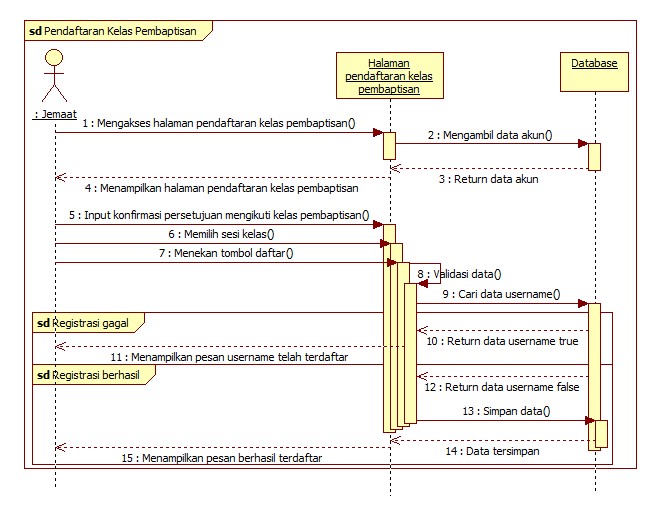 sd Pendaftaran Kelas Pembaptisan
Halaman
pendaftaran kelas
pembaptisan
Database
: Jemaat
1 : Mengakses halaman pendaftaran kelas pembaptisan()
2 : Mengambil data akun()
3 : Return data akun
4 : Menampilkan halaman pendaftaran kelas pembaptisan
5 : Input konfirmasi persetujuan mengikuti kelas pembaptisan()
6 : Memilih sesi kelas()
7 : Menekan tombol daftar()
8 : Validasi data()
9 : Cari data username()
sd Registrasi gagal
10 : Return data username true
11 : Menampilkan pesan username telah terdaftar
sd Registrasi berhasil
12 : Return data username false
13 : Simpan data()
14 : Data tersimpan
15 : Menampilkan pesan berhasil terdaftar